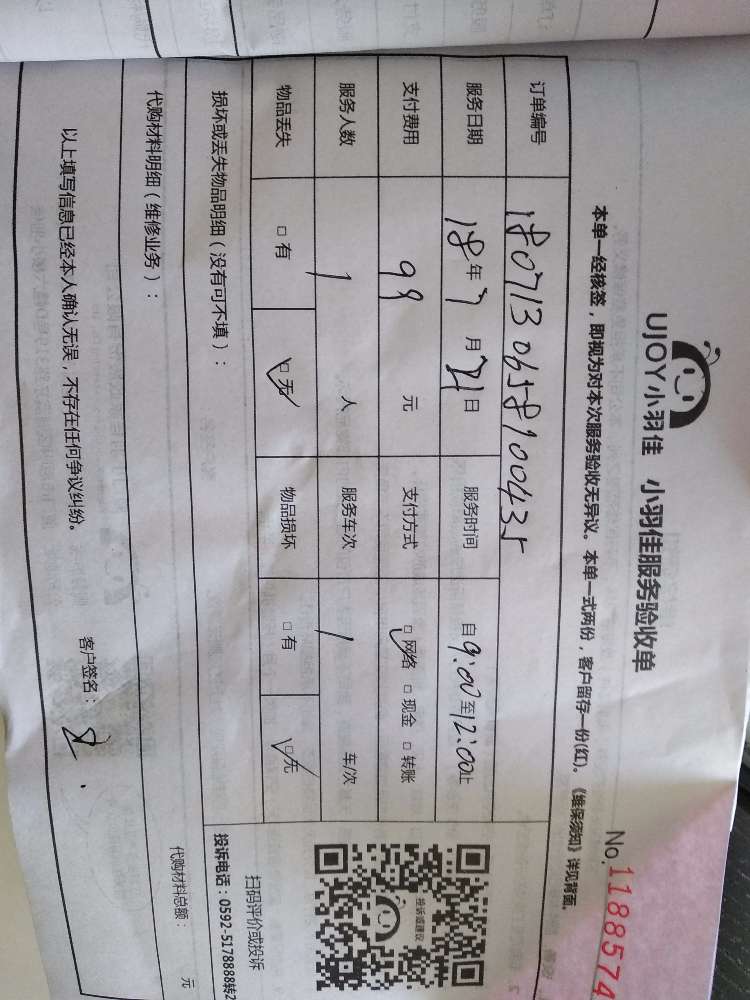 UJOY小羽佳 小羽佳服务验收单
No.1188574
本单一经核签，即视为对本次服务验收无异议。本单一式两份，客户留存一份(红)。《维保须知》详见背面。
订单编号 1807130658900435
服务日期 18年7月21日 服务时间 自9:00至12:00止
支付费用 99 元 支付方式 ☑网络 □现金 □转账
服务人数 1 人 服务车次 1 车/次
物品丢失 □有 ☑无 物品损坏 □有 ☑无
损坏或丢失物品明细（没有可不填）：
投诉或建议
扫码评价或投诉
投诉电话：0592-5178888转2
代购材料明细（维修业务）：
代购材料总额： 元
以上填写信息已经本人确认无误，不存在任何争议纠纷。
客户签名：